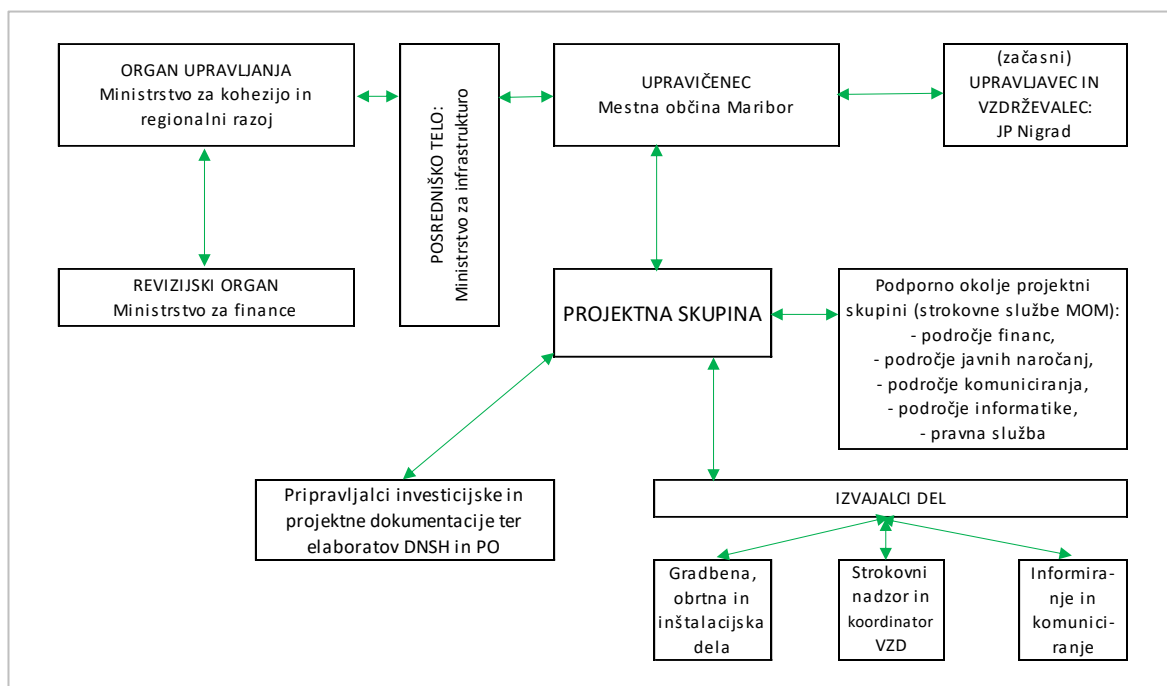 ORGAN UPRAVLJANJA
Ministrstvo za kohezijo in
regionalni razoj
POSREDNIŠKO TELO:
Ministrstvo za infrastrukturo
UPRAVIČENEC
Mestna občina Maribor
(začasni)
UPRAVLJAVEC IN
VZDRŽEVALEC:
JP Nigrad
REVIZIJSKI ORGAN
Ministrstvo za finance
PROJEKTNA SKUPINA
Podporno okolje projektni
skupini (strokovne službe MOM):
- področje financ,
- področje javnih naročanj,
- področje komuniciranja,
- področje informatike,
- pravna služba
Pripravljalci investicijske in
projektne dokumentacije ter
elaboratov DNSH in PO
IZVAJALCI DEL
Gradbena,
obrtna in
inštalacijska
dela
Strokovni
nadzor in
koordinator
VZD
Informira-
nje in
komunici-
ranje